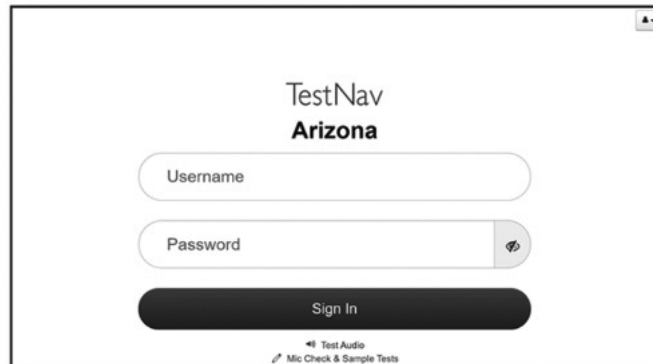 TestNav
Arizona
Username
Password
Sign In
Test Audio
Mic Check & Sample Tests